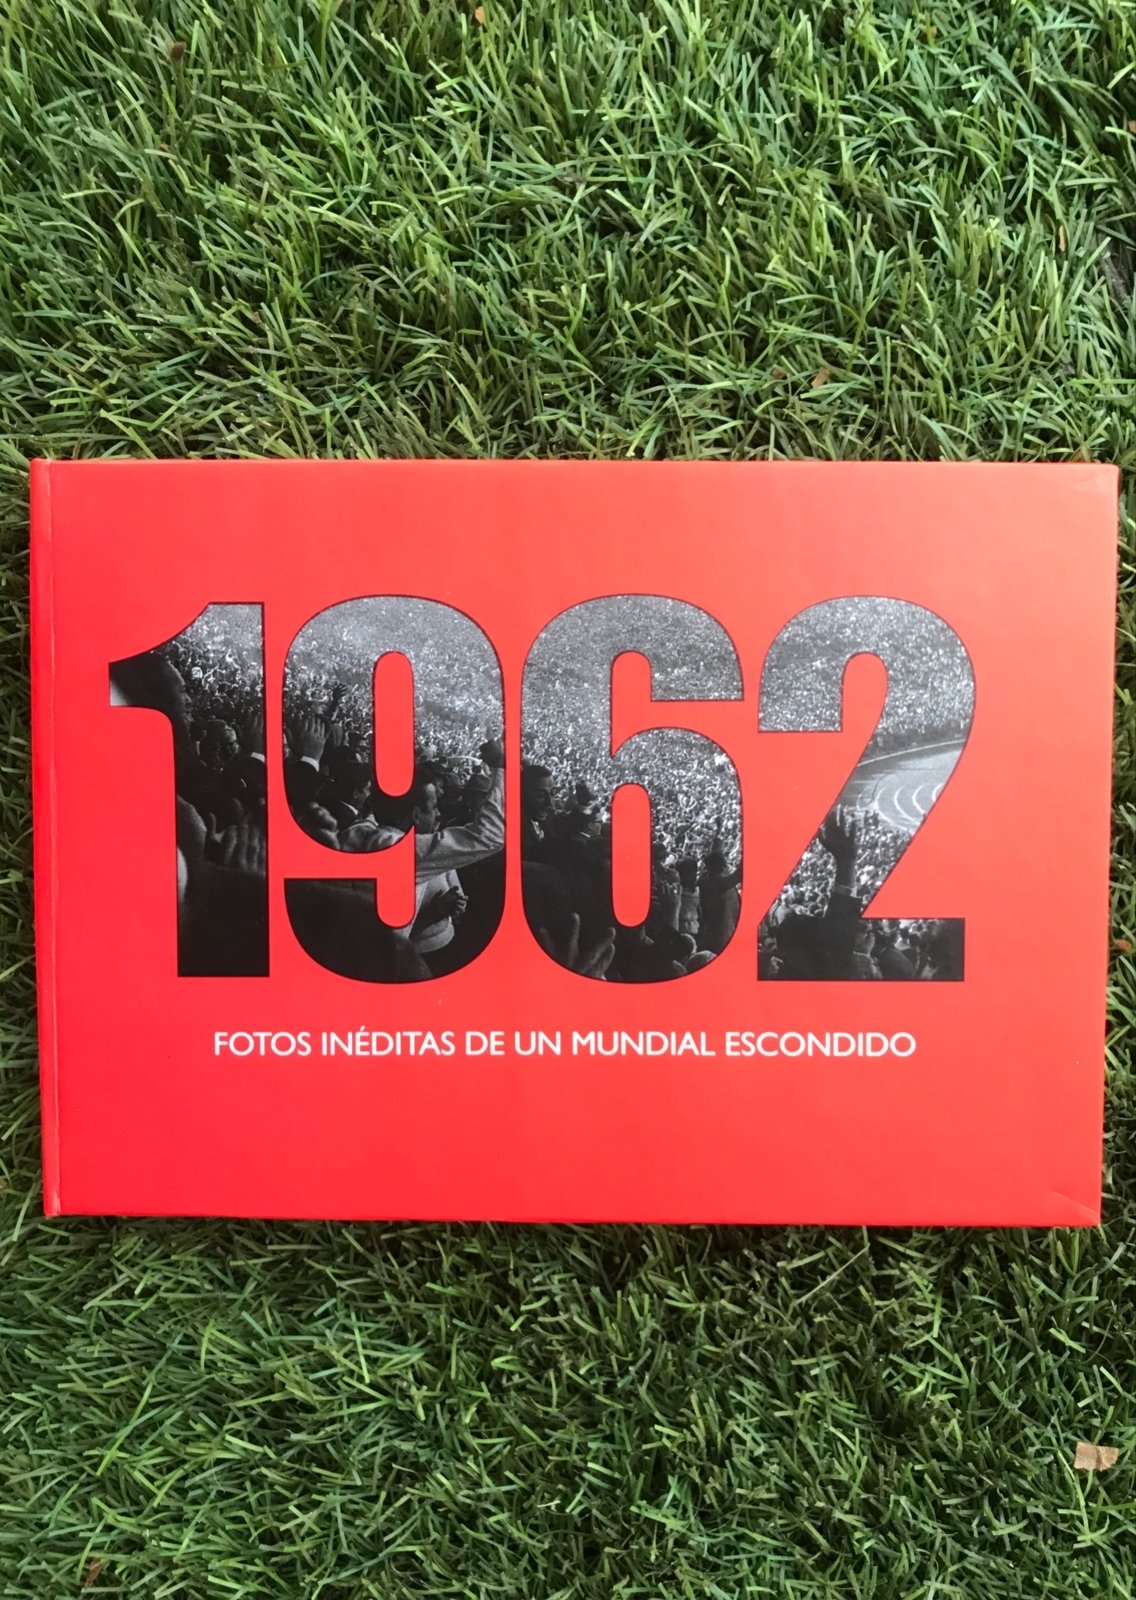 1962
FOTOS INÉDITAS DE UN MUNDIAL ESCONDIDO